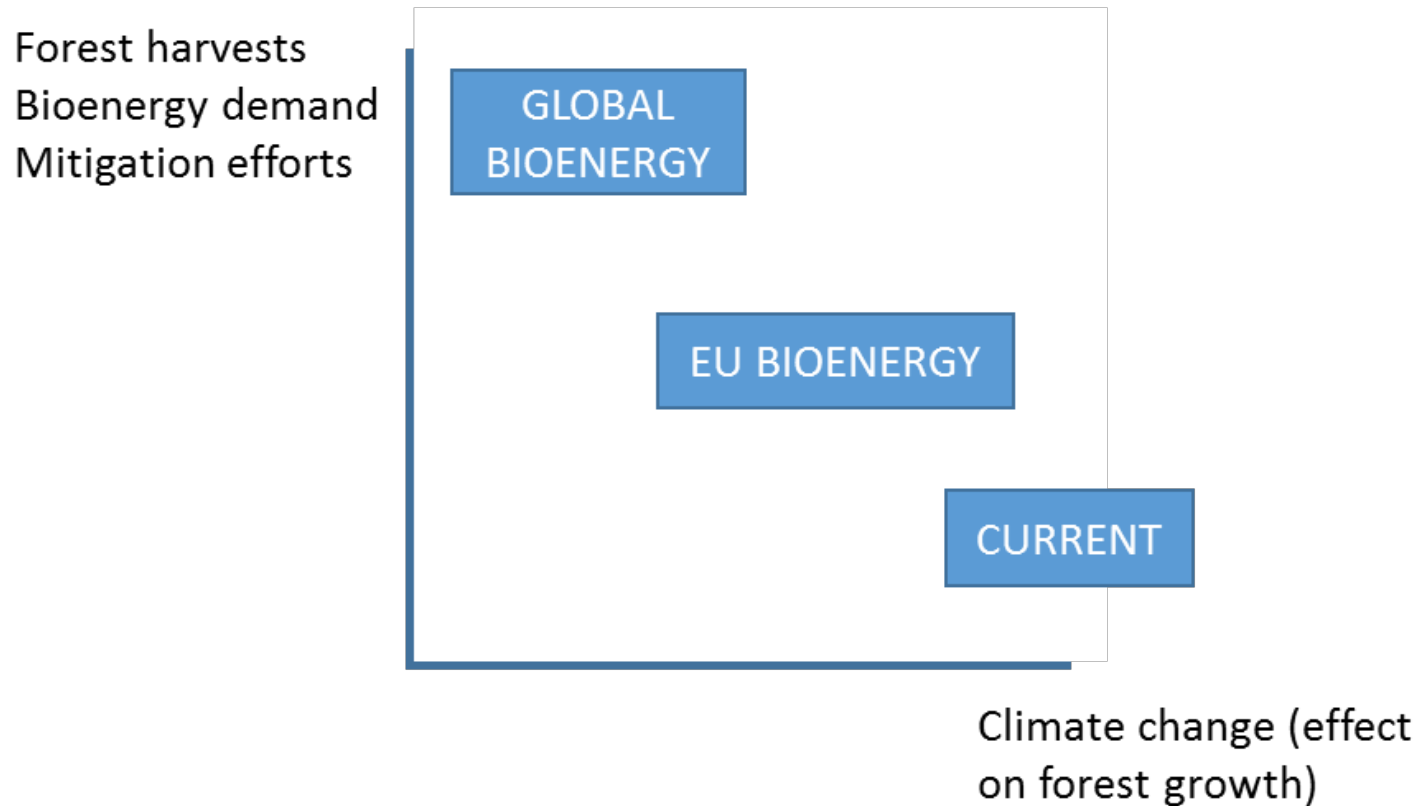 Forest harvests
Bioenergy demand
Mitigation efforts
GLOBAL
BIOENERGY
EU BIOENERGY
CURRENT
Climate change (effect
on forest growth)